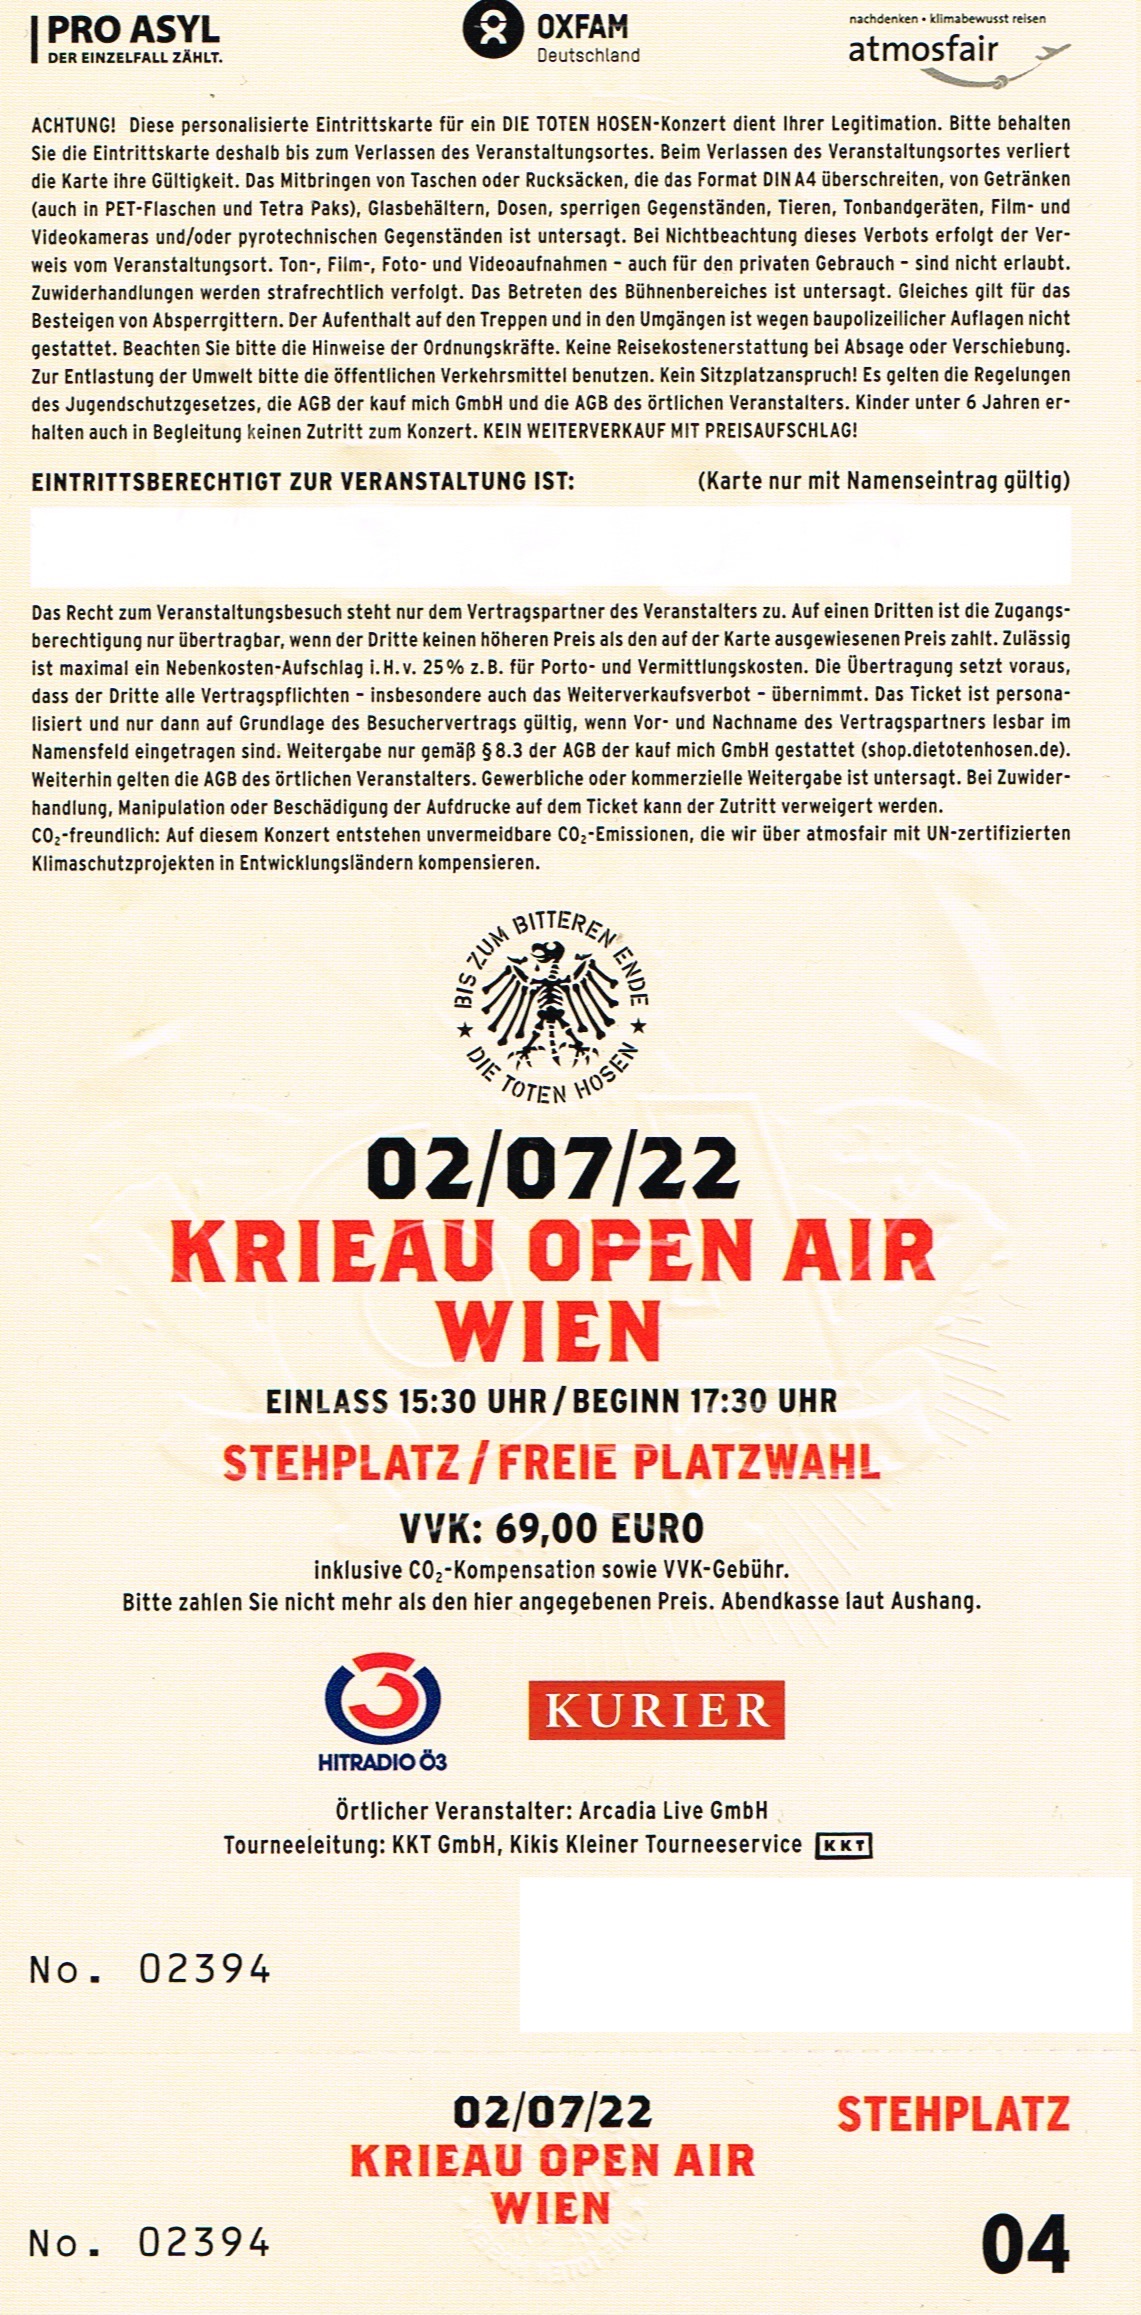 PRO ASYL
DER EINZELFALL ZÄHLT.
OXFAM
Deutschland
nachdenken • klimabewusst reisen
atmosfair
ACHTUNG! Diese personalisierte Eintrittskarte für ein DIE TOTEN HOSEN-Konzert dient Ihrer Legitimation. Bitte behalten
Sie die Eintrittskarte deshalb bis zum Verlassen des Veranstaltungsortes. Beim Verlassen des Veranstaltungsortes verliert
die Karte ihre Gültigkeit. Das Mitbringen von Taschen oder Rucksäcken, die das Format DIN A4 überschreiten, von Getränken
(auch in PET-Flaschen und Tetra Paks), Glasbehältern, Dosen, sperrigen Gegenständen, Tieren, Tonbandgeräten, Film- und
Videokameras und/oder pyrotechnischen Gegenständen ist untersagt. Bei Nichtbeachtung dieses Verbots erfolgt der Ver-
weis vom Veranstaltungsort. Ton-, Film-, Foto- und Videoaufnahmen – auch für den privaten Gebrauch – sind nicht erlaubt.
Zuwiderhandlungen werden strafrechtlich verfolgt. Das Betreten des Bühnenbereiches ist untersagt. Gleiches gilt für das
Besteigen von Absperrgittern. Der Aufenthalt auf den Treppen und in den Umgängen ist wegen baupolizeilicher Auflagen nicht
gestattet. Beachten Sie bitte die Hinweise der Ordnungskräfte. Keine Reisekostenerstattung bei Absage oder Verschiebung.
Zur Entlastung der Umwelt bitte die öffentlichen Verkehrsmittel benutzen. Kein Sitzplatzanspruch! Es gelten die Regelungen
des Jugendschutzgesetzes, die AGB der kauf mich GmbH und die AGB des örtlichen Veranstalters. Kinder unter 6 Jahren er-
halten auch in Begleitung keinen Zutritt zum Konzert. KEIN WEITERVERKAUF MIT PREISAUFSCHLAG!
EINTRITTSBERECHTIGT ZUR VERANSTALTUNG IST: (Karte nur mit Namenseintrag gültig)
Das Recht zum Veranstaltungsbesuch steht nur dem Vertragspartner des Veranstalters zu. Auf einen Dritten ist die Zugangs-
berechtigung nur übertragbar, wenn der Dritte keinen höheren Preis als den auf der Karte ausgewiesenen Preis zahlt. Zulässig
ist maximal ein Nebenkosten-Aufschlag i.H.v. 25% z.B. für Porto- und Vermittlungskosten. Die Übertragung setzt voraus,
dass der Dritte alle Vertragspflichten – insbesondere auch das Weiterverkaufsverbot – übernimmt. Das Ticket ist persona-
lisiert und nur dann auf Grundlage des Besuchervertrags gültig, wenn Vor- und Nachname des Vertragspartners lesbar im
Namensfeld eingetragen sind. Weitergabe nur gemäß §8.3 der AGB der kauf mich GmbH gestattet (shop.dietotenhosen.de).
Weiterhin gelten die AGB des örtlichen Veranstalters. Gewerbliche oder kommerzielle Weitergabe ist untersagt. Bei Zuwider-
handlung, Manipulation oder Beschädigung der Aufdrucke auf dem Ticket kann der Zutritt verweigert werden.
CO₂-freundlich: Auf diesem Konzert entstehen unvermeidbare CO₂-Emissionen, die wir über atmosfair mit UN-zertifizierten
Klimaschutzprojekten in Entwicklungsländern kompensieren.
BIS ZUM BITTEREN ENDE
★ DIE TOTEN HOSEN ★
02/07/22
KRIEAU OPEN AIR
WIEN
EINLASS 15:30 UHR / BEGINN 17:30 UHR
STEHPLATZ / FREIE PLATZWAHL
VVK: 69,00 EURO
inklusive CO₂-Kompensation sowie VVK-Gebühr.
Bitte zahlen Sie nicht mehr als den hier angegebenen Preis. Abendkasse laut Aushang.
3
HITRADIO Ö3
KURIER
Örtlicher Veranstalter: Arcadia Live GmbH
Tourneeleitung: KKT GmbH, Kikis Kleiner Tourneeservice KKT
No. 02394
02/07/22
STEHPLATZ
KRIEAU OPEN AIR
WIEN
No. 02394
04